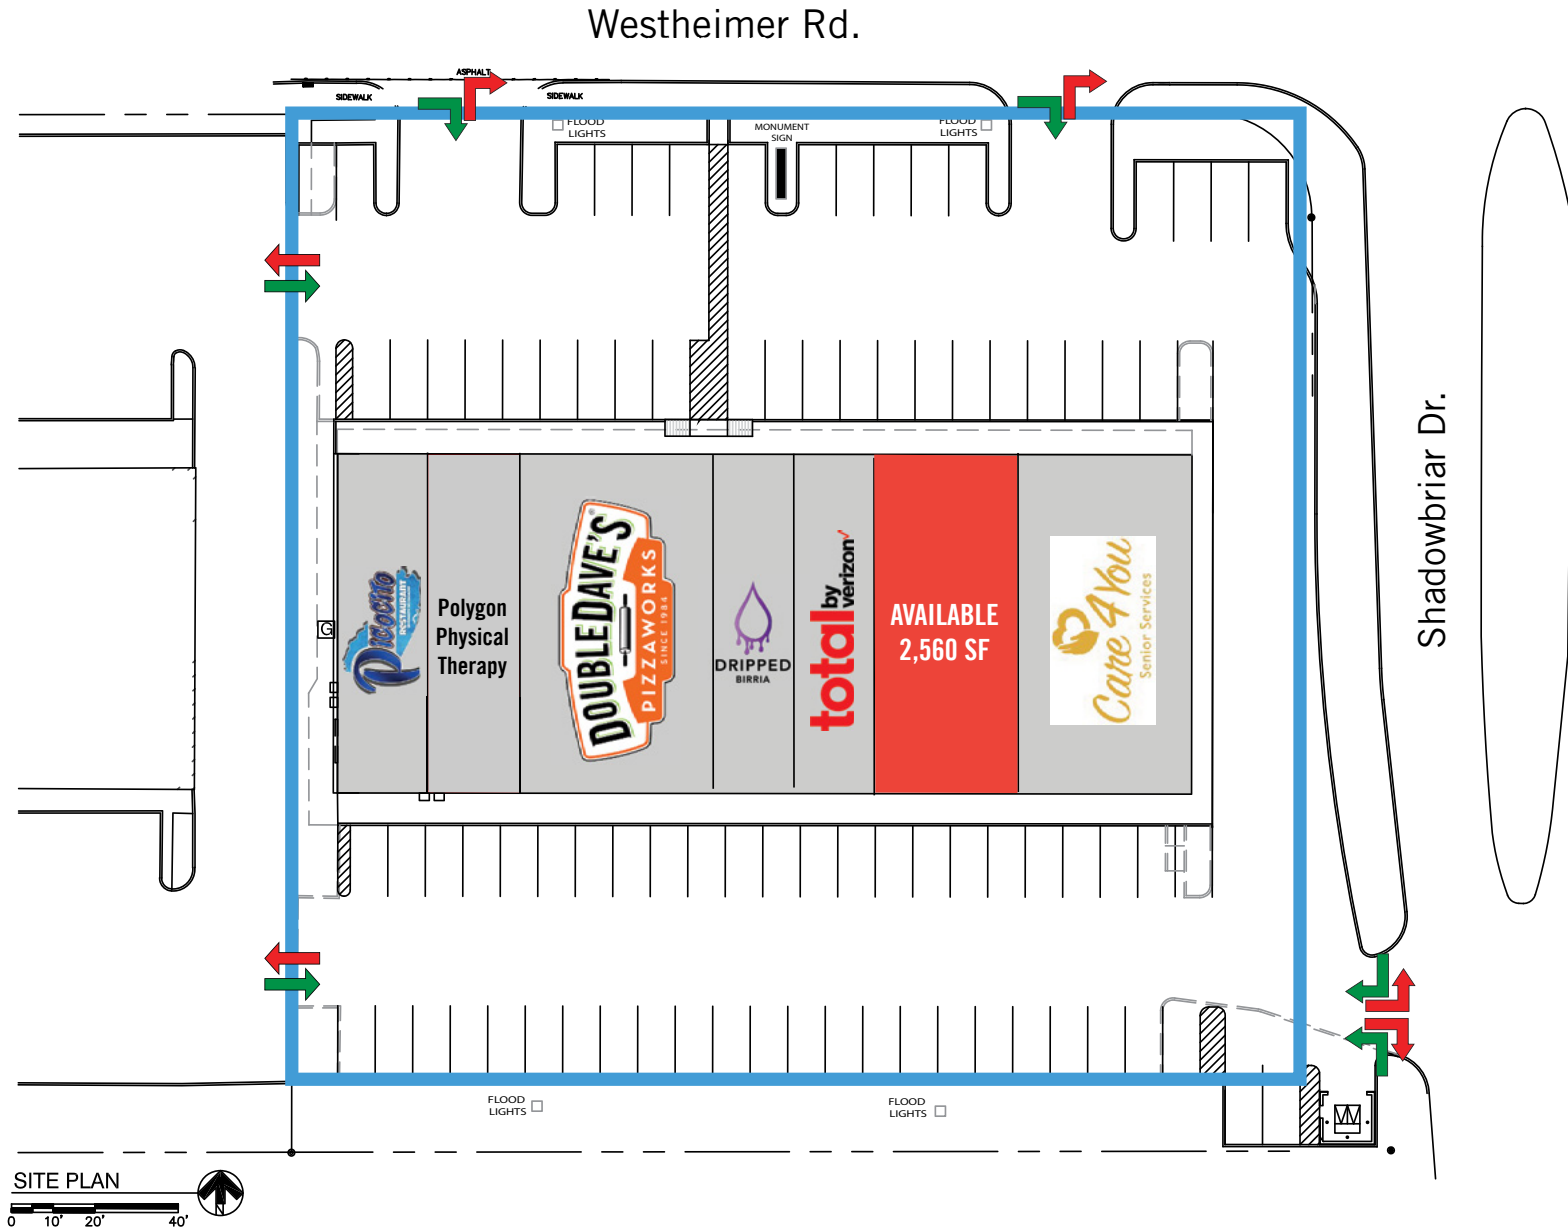 Westheimer Rd.
ASPHALT
SIDEWALK
SIDEWALK
FLOOD
LIGHTS
MONUMENT
SIGN
FLOOD
LIGHTS
Shadowbriar Dr.
G
Pidocito
RESTAURANT
Polygon
Physical
Therapy
DOUBLEDAVE'S®
PIZZAWORKS
SINCE 1984
DRIPPED
BIRRIA
total by verizon
AVAILABLE
2,560 SF
Care 4 You
Senior Services
FLOOD
LIGHTS
FLOOD
LIGHTS
SITE PLAN
N
0 10' 20' 40'